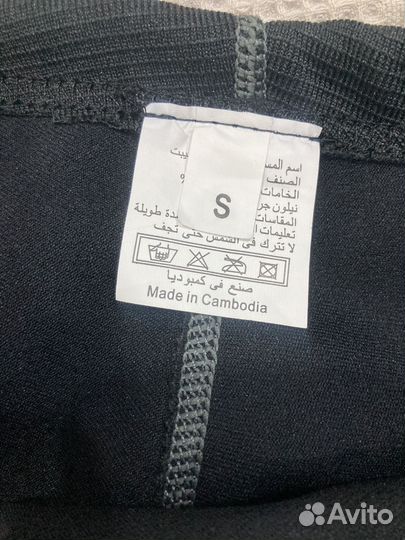 اسم
الصنف
الخامات
S
نيلون
المقاسات طويلة
تعليمات
لا تترك في الشمس حتى تجف
صنع في كمبوديا
Made in Cambodia
Avito